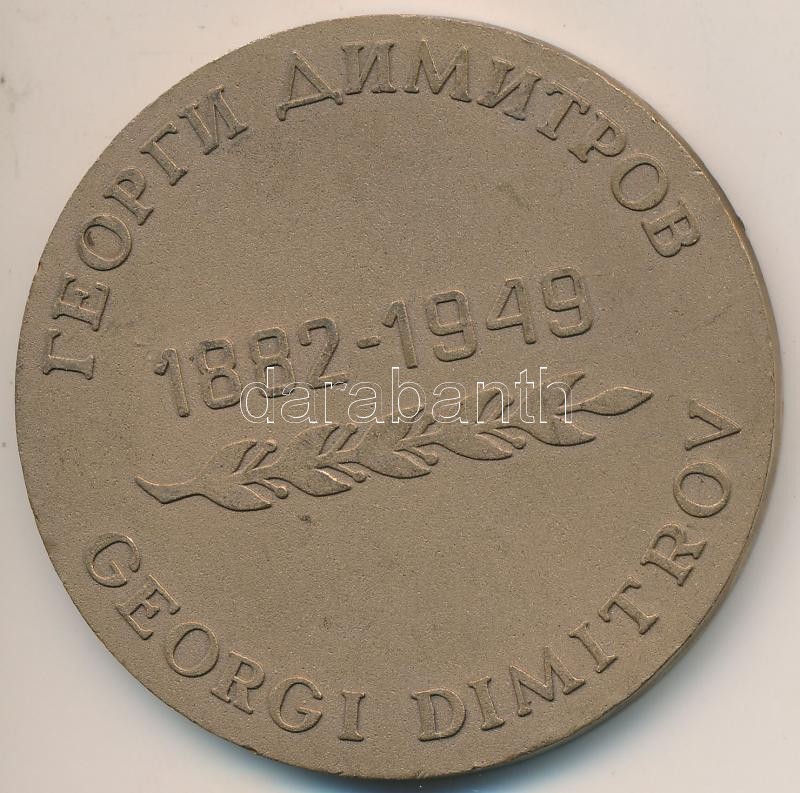 ГЕОРГИ ДИМИТРОВ
1882-1949
darabanth
GEORGI DIMITROV